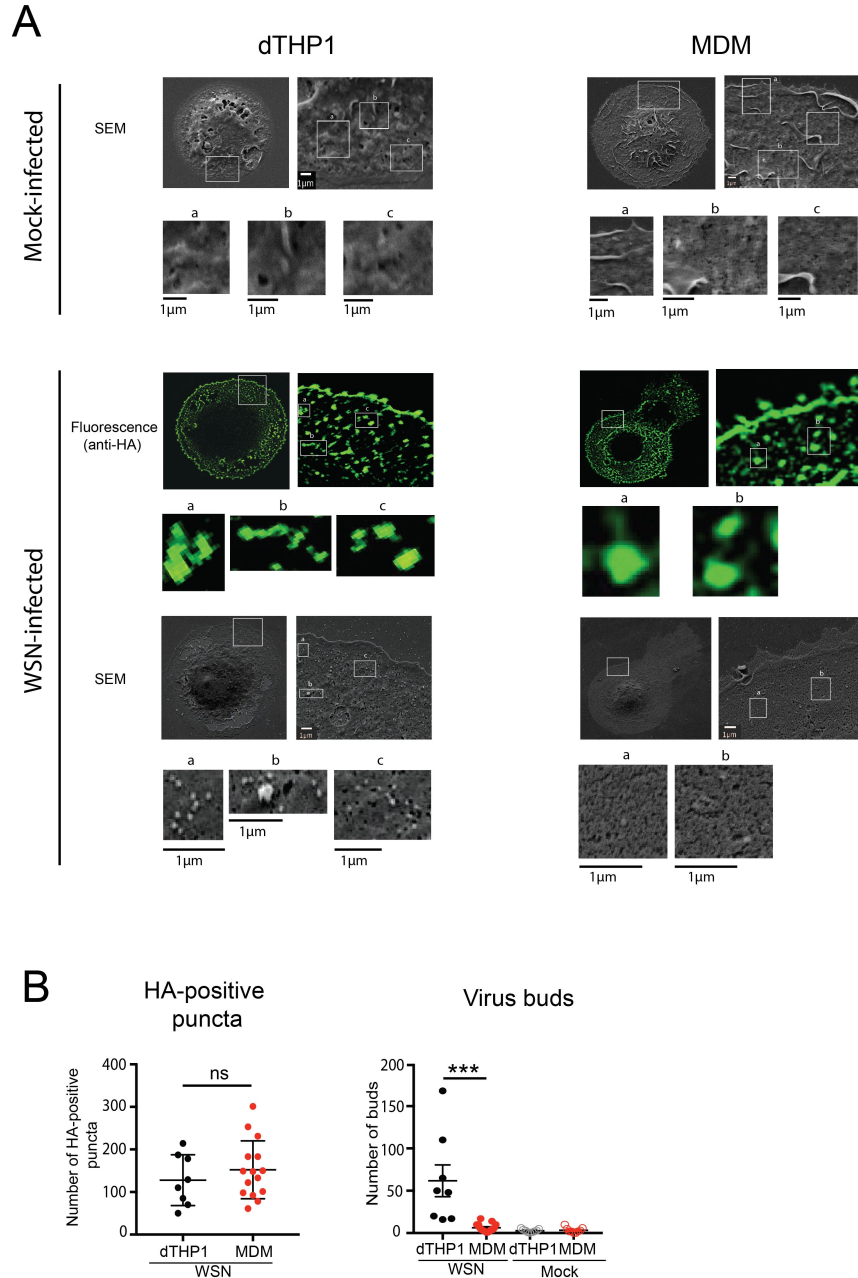 A
dTHP1
MDM
Mock-infected
SEM
a
b
c
1μm
a
b
1μm
a
b
c
1μm
1μm
1μm
a
b
c
1μm
1μm
1μm
WSN-infected
Fluorescence
(anti-HA)
a
b
c
a
b
a
b
c
a
b
SEM
a
b
c
1μm
a
b
1μm
a
b
c
1μm
1μm
1μm
a
b
1μm
1μm
B
HA-positive
puncta
Number of HA-positive
puncta
400
300
200
100
0
ns
dTHP1
MDM
WSN
Virus buds
Number of buds
200
150
100
50
0
***
dTHP1 MDM dTHP1 MDM
WSN
Mock